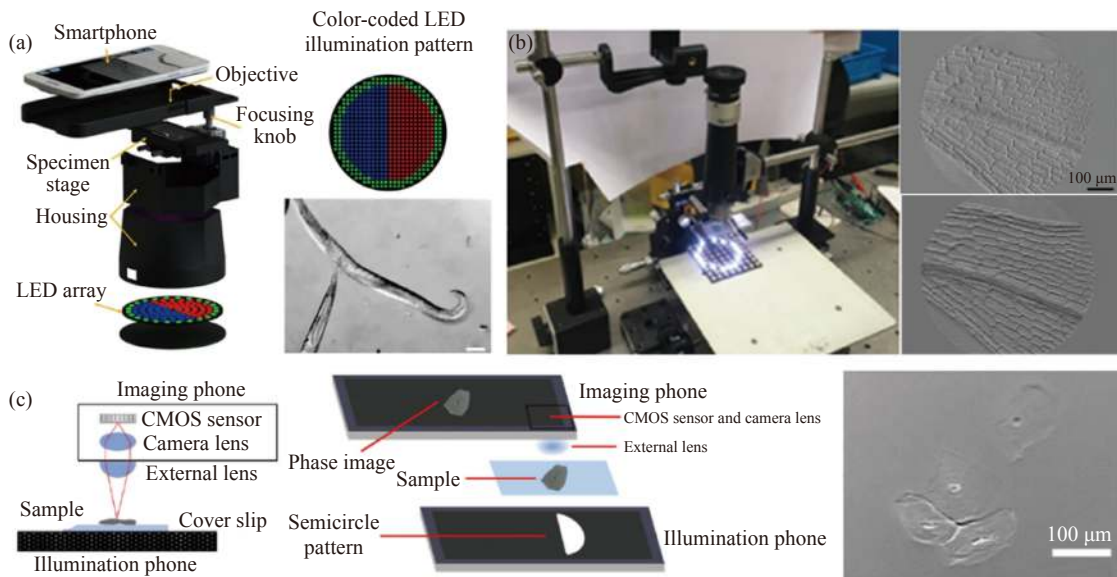 (a)
Smartphone
Color-coded LED
illumination pattern
Objective
Focusing
knob
Specimen
stage
Housing
LED array
(b)
100 μm
(c)
Imaging phone
CMOS sensor
Camera lens
External lens
Sample
Cover slip
Illumination phone
Imaging phone
CMOS sensor and camera lens
External lens
Phase image
Sample
Semicircle
pattern
Illumination phone
100 μm